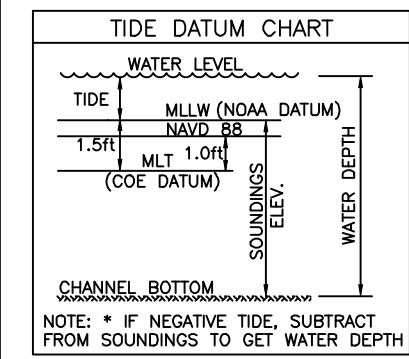 TIDE DATUM CHART
WATER LEVEL
TIDE
MLLW (NOAA DATUM)
NAVD 88
1.5ft
1.0ft
MLT
(COE DATUM)
SOUNDINGS
ELEV.
WATER DEPTH
CHANNEL BOTTOM
NOTE: * IF NEGATIVE TIDE, SUBTRACT
FROM SOUNDINGS TO GET WATER DEPTH